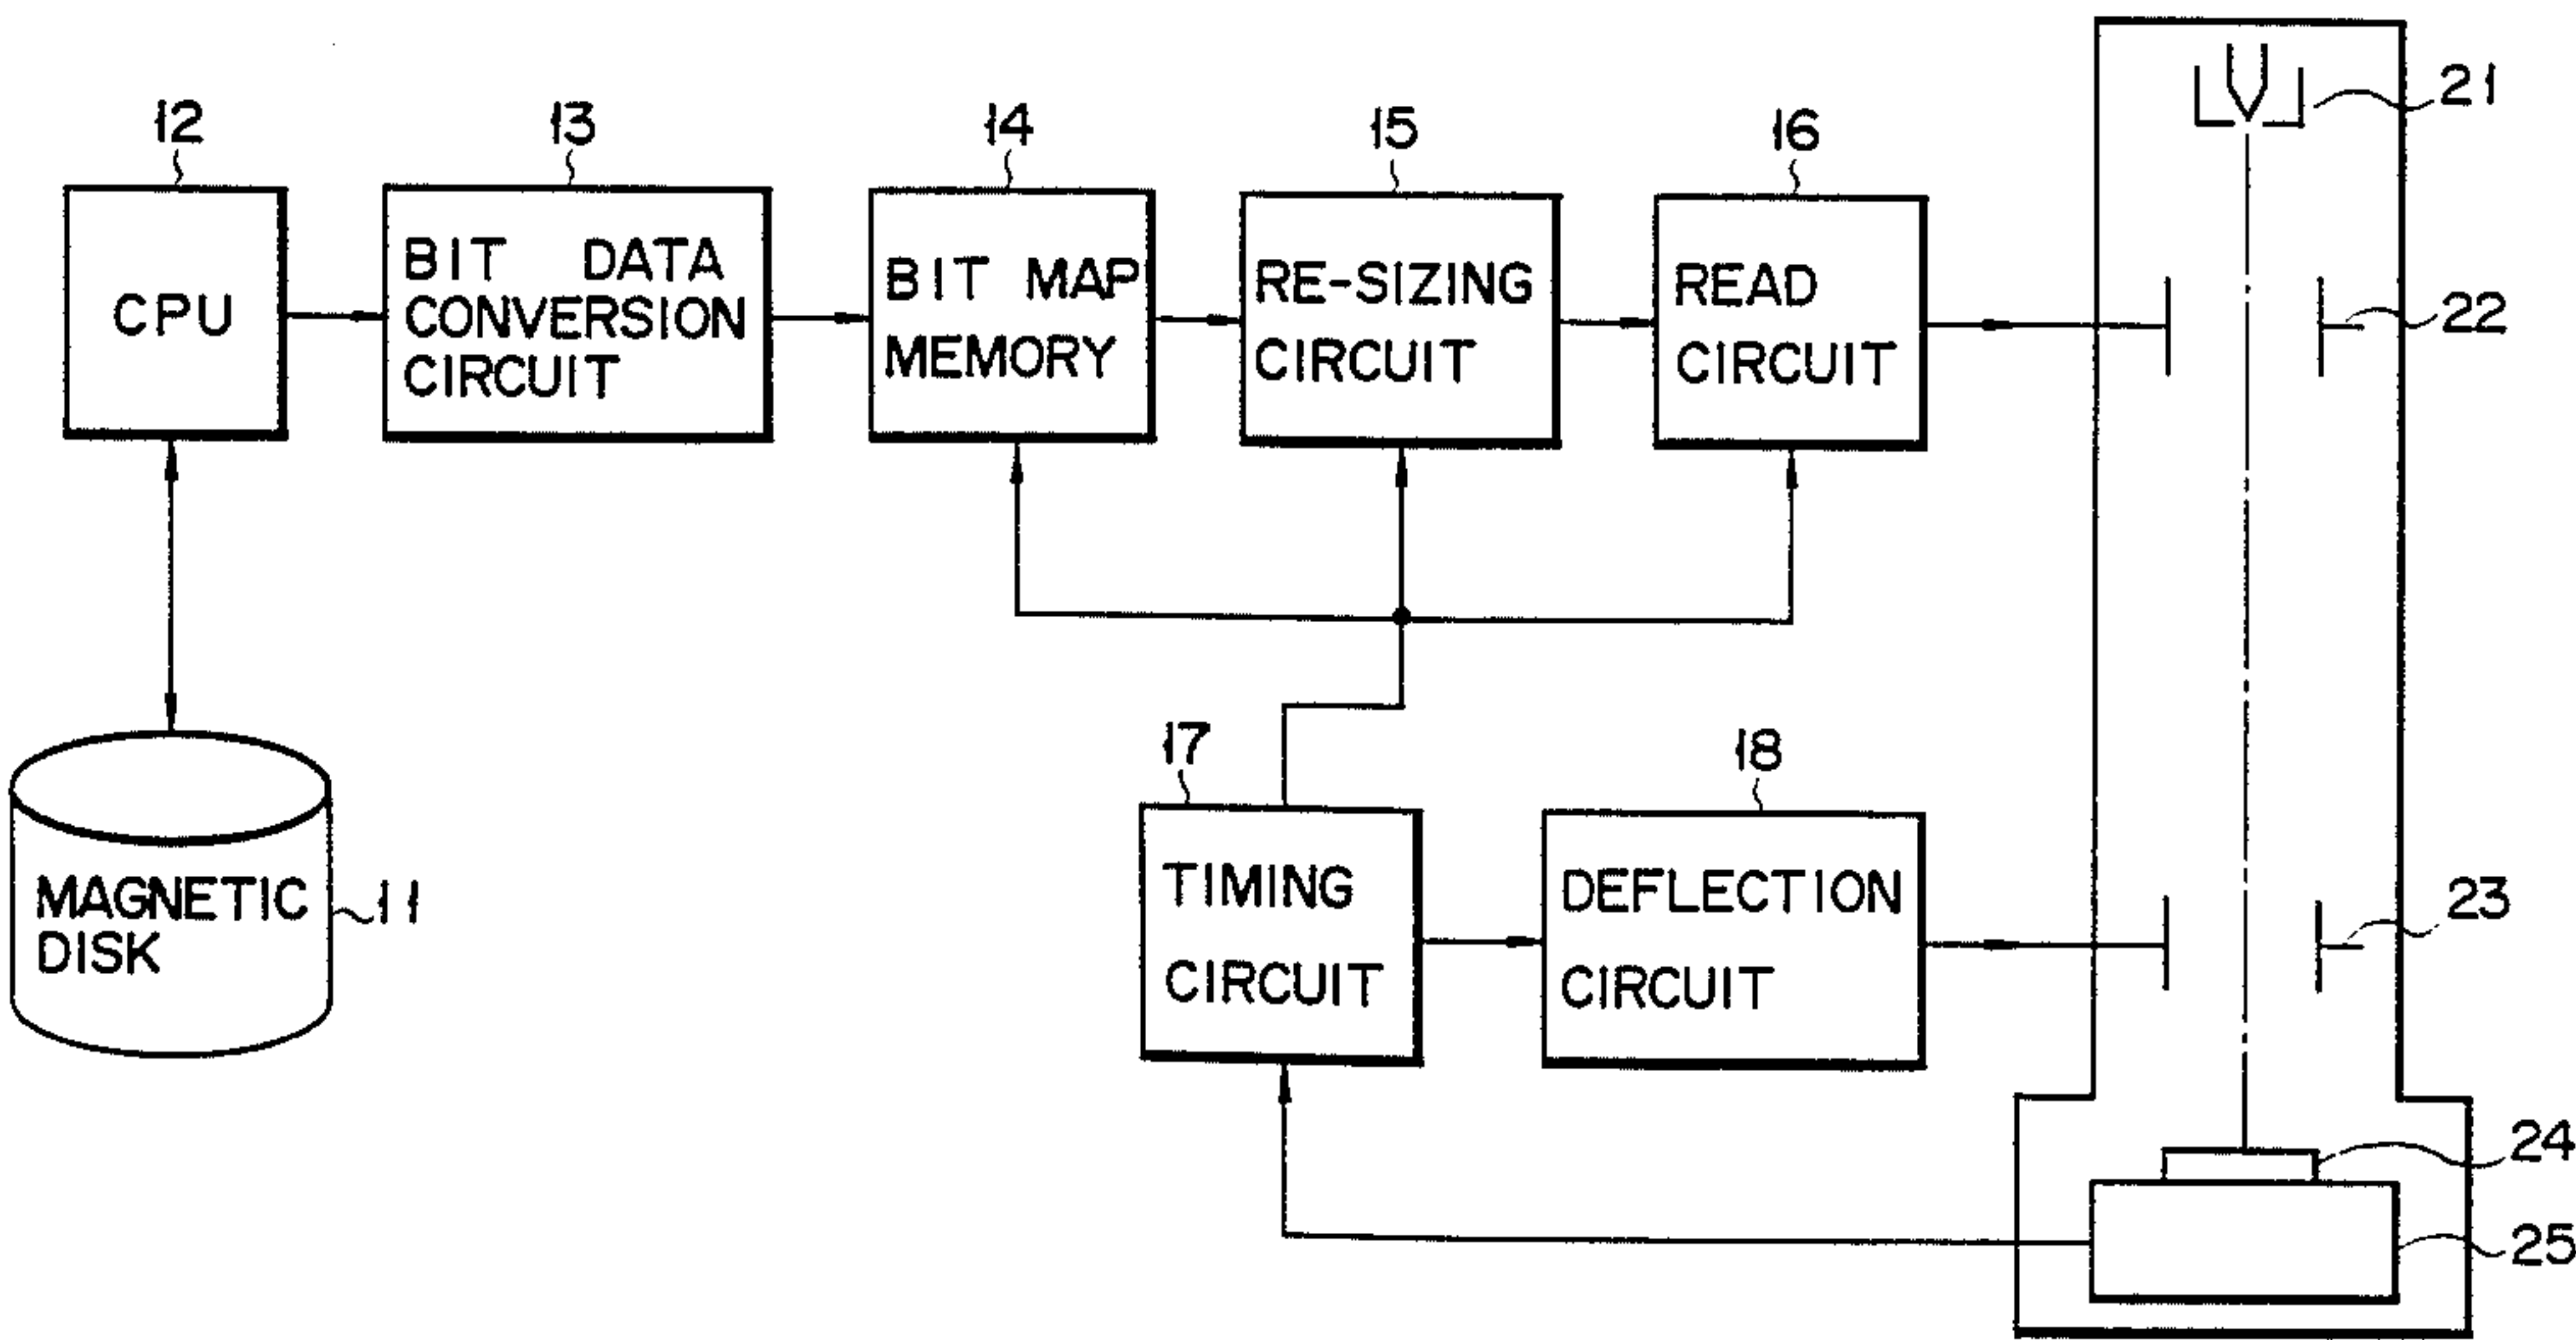 12
CPU
13
BIT DATA
CONVERSION
CIRCUIT
14
BIT MAP
MEMORY
15
RE-SIZING
CIRCUIT
16
READ
CIRCUIT
21
22
MAGNETIC
DISK
11
17
TIMING
CIRCUIT
18
DEFLECTION
CIRCUIT
23
24
25